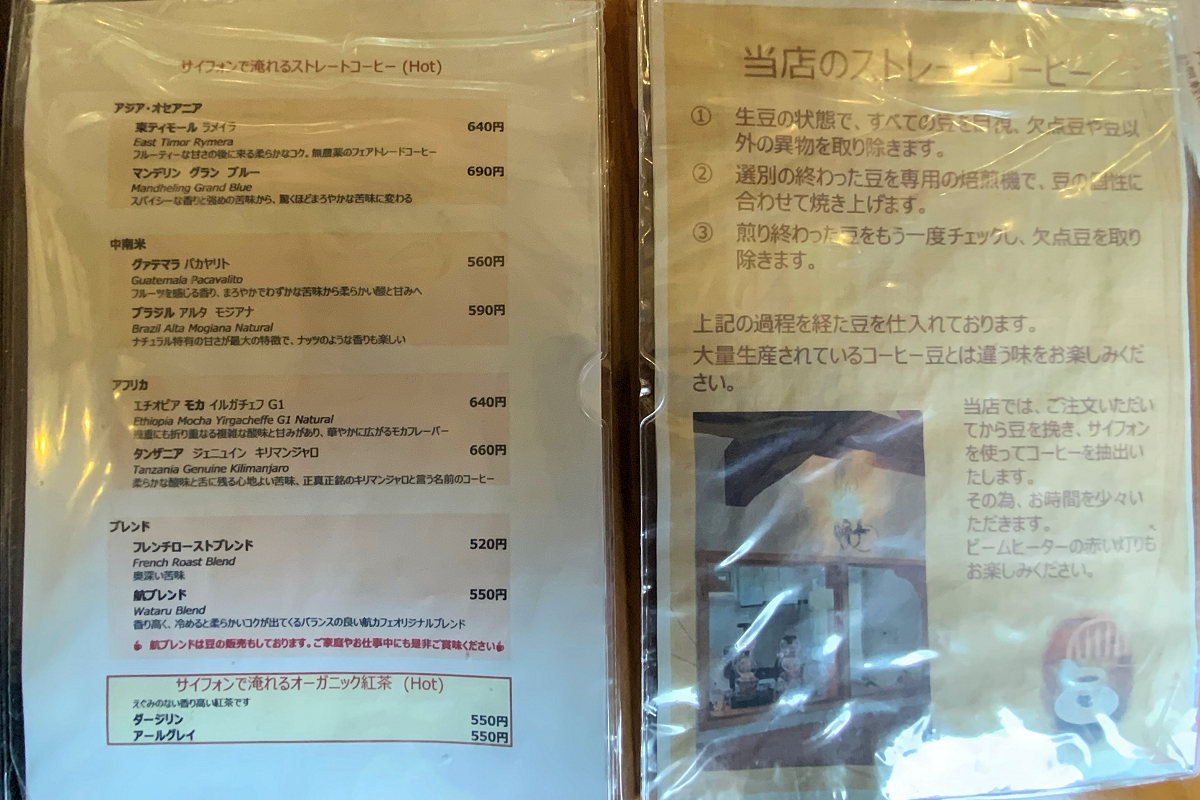 サイフォンで淹れるストレートコーヒー (Hot)
アジア・オセアニア
東ティモール ラメイラ 640円
East Timor Rymera
フルーティーな甘さの後に来る柔らかなコク。無農薬のフェアトレードコーヒー
マンデリン グラン ブルー 690円
Mandheling Grand Blue
スパイシーな香りと強めの苦味から、驚くほどまろやかな苦味に変わる
中南米
グァテマラ パカヤリト 560円
Guatemala Pacavalito
フルーツを感じる香り、まろやかでわずかな苦味から柔らかい酸と甘みへ
ブラジル アルタ モジアナ 590円
Brazil Alta Mogiana Natural
ナチュラル特有の甘さが最大の特徴で、ナッツのような香りも楽しい
アフリカ
エチオピア モカ イルガチェフ G1 640円
Ethiopia Mocha Yirgacheffe G1 Natural
幾重にも折り重なる複雑な酸味と甘みがあり、華やかに広がるモカフレーバー
タンザニア ジェニュイン キリマンジャロ 660円
Tanzania Genuine Kilimanjaro
柔らかな酸味と舌に残る心地よい苦味、正真正銘のキリマンジャロと言う名前のコーヒー
ブレンド
フレンチローストブレンド 520円
French Roast Blend
奥深い苦味
航ブレンド 550円
Wataru Blend
香り高く、冷めると柔らかいコクが出てくるバランスの良い航カフェオリジナルブレンド
航ブレンドは豆の販売もしております。ご家庭やお仕事中にも是非ご賞味ください
サイフォンで淹れるオーガニック紅茶 (Hot)
えぐみのない香り高い紅茶です
ダージリン 550円
アールグレイ 550円
当店のストレートコーヒー
① 生豆の状態で、すべての豆を目視、欠点豆や豆以
外の異物を取り除きます。
② 選別の終わった豆を専用の焙煎機で、豆の個性に
合わせて焼き上げます。
③ 煎り終わった豆をもう一度チェックし、欠点豆を取り
除きます。
上記の過程を経た豆を仕入れております。
大量生産されているコーヒー豆とは違う味をお楽しみくだ
さい。
当店では、ご注文いただい
てから豆を挽き、サイフォン
を使ってコーヒーを抽出い
たします。
その為、お時間を少々い
ただきます。
ビームヒーターの赤い灯りも
お楽しみください。